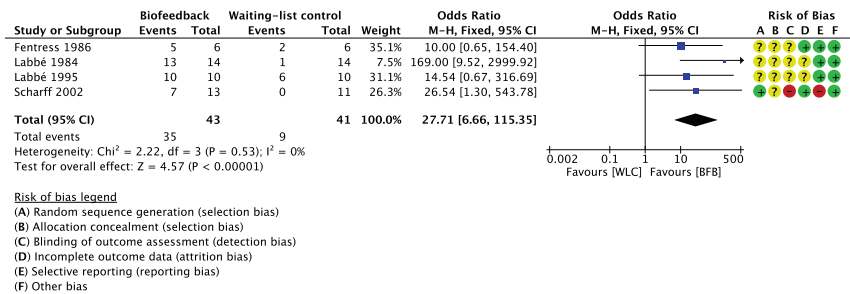 Biofeedback Waiting-list control Odds Ratio Odds Ratio Risk of Bias
Study or Subgroup Events Total Events Total Weight M-H, Fixed, 95% CI M-H, Fixed, 95% CI A B C D E F
Fentress 1986 5 6 2 6 35.1% 10.00 [0.65, 154.40] ? ? ? + + +
Labbé 1984 13 14 1 14 7.5% 169.00 [9.52, 2999.92] ? ? ? ? + +
Labbé 1995 10 10 6 10 31.1% 14.54 [0.67, 316.69] ? ? ? ? + +
Scharff 2002 7 13 0 11 26.3% 26.54 [1.30, 543.78] + ? − + − +
Total (95% CI) 43 41 100.0% 27.71 [6.66, 115.35]
Total events 35 9
Heterogeneity: Chi² = 2.22, df = 3 (P = 0.53); I² = 0%
Test for overall effect: Z = 4.57 (P < 0.00001)
0.002 0.1 1 10 500
Favours [WLC] Favours [BFB]
Risk of bias legend
(A) Random sequence generation (selection bias)
(B) Allocation concealment (selection bias)
(C) Blinding of outcome assessment (detection bias)
(D) Incomplete outcome data (attrition bias)
(E) Selective reporting (reporting bias)
(F) Other bias